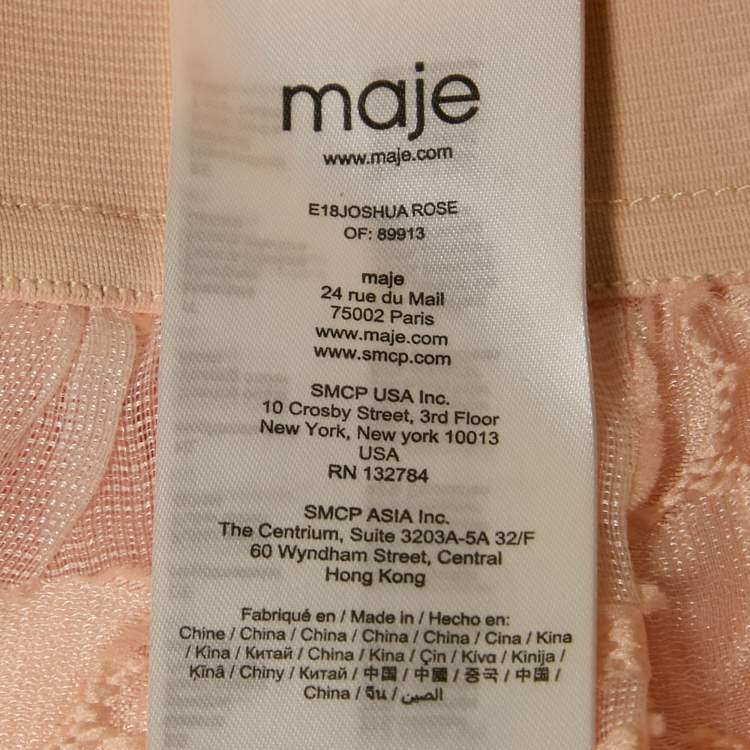 maje
www.maje.com
E18JOSHUA ROSE
OF: 89913
maje
24 rue du Mail
75002 Paris
www.maje.com
www.smcp.com
SMCP USA Inc.
10 Crosby Street, 3rd Floor
New York, New york 10013
USA
RN 132784
SMCP ASIA Inc.
The Centrium, Suite 3203A-5A 32/F
60 Wyndham Street, Central
Hong Kong
Fabriqué en / Made in / Hecho en:
Chine / China / China / China / China / Cina / Kina
/ Kina / Китай / China / Kina / Çin / Κίνα / Kinija /
Ķīnā / Chiny / Китай / 中国 / 中國 / 중국 / 中国 /
China / จีน / الصين